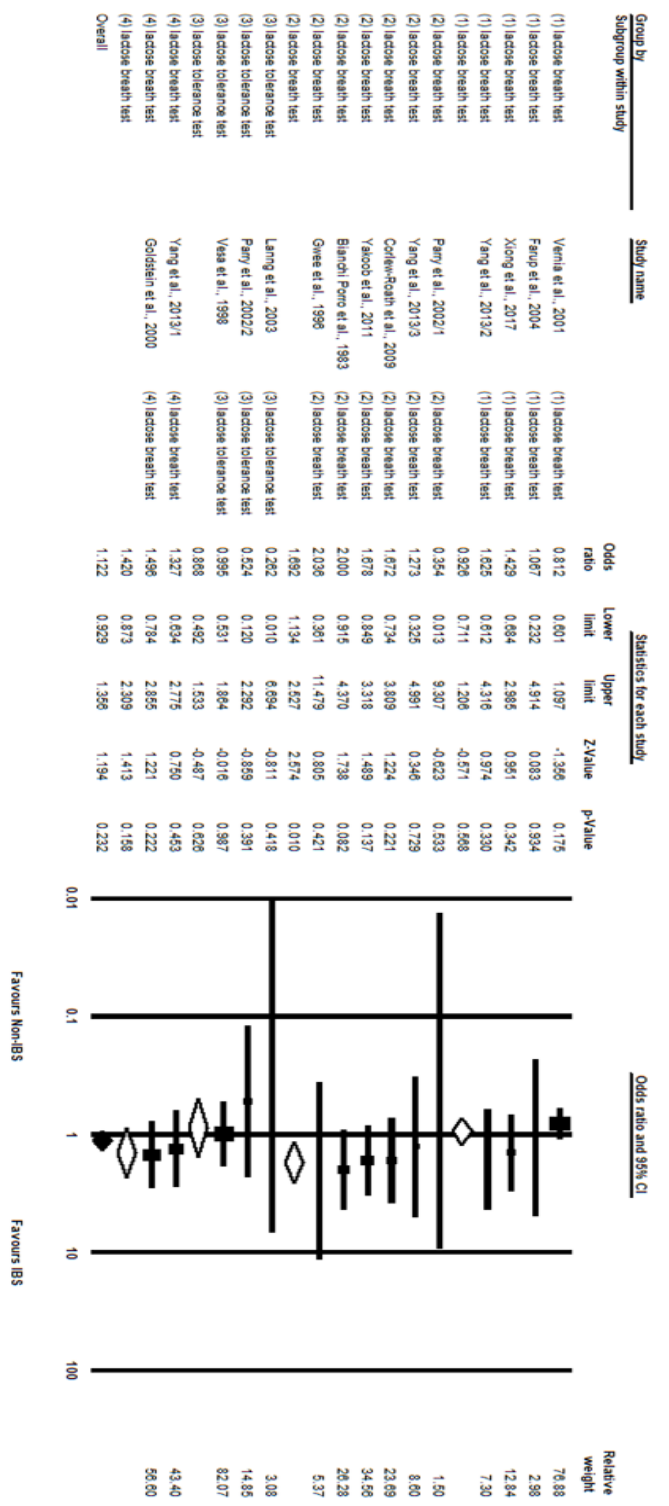 Group by Study name Statistics for each study Odds ratio and 95% CI
Subgroup within study
Odds Lower Upper Relative
ratio limit limit Z-Value p-Value weight
(1) lactose breath test Vernia et al., 2001 (1) lactose breath test 0.812 0.601 1.097 -1.356 0.175 76.88
(1) lactose breath test Farup et al., 2004 (1) lactose breath test 1.067 0.232 4.914 0.083 0.934 2.98
(1) lactose breath test Xiong et al., 2017 (1) lactose breath test 1.429 0.684 2.985 0.951 0.342 12.84
(1) lactose breath test Yang et al., 2013/2 (1) lactose breath test 1.625 0.612 4.316 0.974 0.330 7.30
(1) lactose breath test 0.926 0.711 1.206 -0.571 0.568
(2) lactose breath test Parry et al., 2002/1 (2) lactose breath test 0.354 0.013 9.307 -0.623 0.533 1.50
(2) lactose breath test Yang et al., 2013/3 (2) lactose breath test 1.273 0.325 4.991 0.346 0.729 8.60
(2) lactose breath test Corlew-Roath et al., 2009 (2) lactose breath test 1.672 0.734 3.809 1.224 0.221 23.69
(2) lactose breath test Yakoob et al., 2011 (2) lactose breath test 1.678 0.849 3.318 1.489 0.137 34.56
(2) lactose breath test Bianchi Porro et al., 1983 (2) lactose breath test 2.000 0.915 4.370 1.738 0.082 26.28
(2) lactose breath test Gwee et al., 1996 (2) lactose breath test 2.036 0.361 11.479 0.805 0.421 5.37
(2) lactose breath test 1.692 1.134 2.527 2.574 0.010
(3) lactose tolerance test Lanng et al., 2003 (3) lactose tolerance test 0.262 0.010 6.694 -0.811 0.418 3.08
(3) lactose tolerance test Parry et al., 2002/2 (3) lactose tolerance test 0.524 0.120 2.292 -0.859 0.391 14.85
(3) lactose tolerance test Vesa et al., 1998 (3) lactose tolerance test 0.995 0.531 1.864 -0.016 0.987 82.07
(3) lactose tolerance test 0.868 0.492 1.533 -0.487 0.626
(4) lactose breath test Yang et al., 2013/1 (4) lactose breath test 1.327 0.634 2.775 0.750 0.453 43.40
(4) lactose breath test Goldstein et al., 2000 (4) lactose breath test 1.496 0.784 2.855 1.221 0.222 56.60
(4) lactose breath test 1.420 0.873 2.309 1.413 0.158
Overall 1.122 0.929 1.356 1.194 0.232
0.01 0.1 1 10 100
Favours Non-IBS Favours IBS